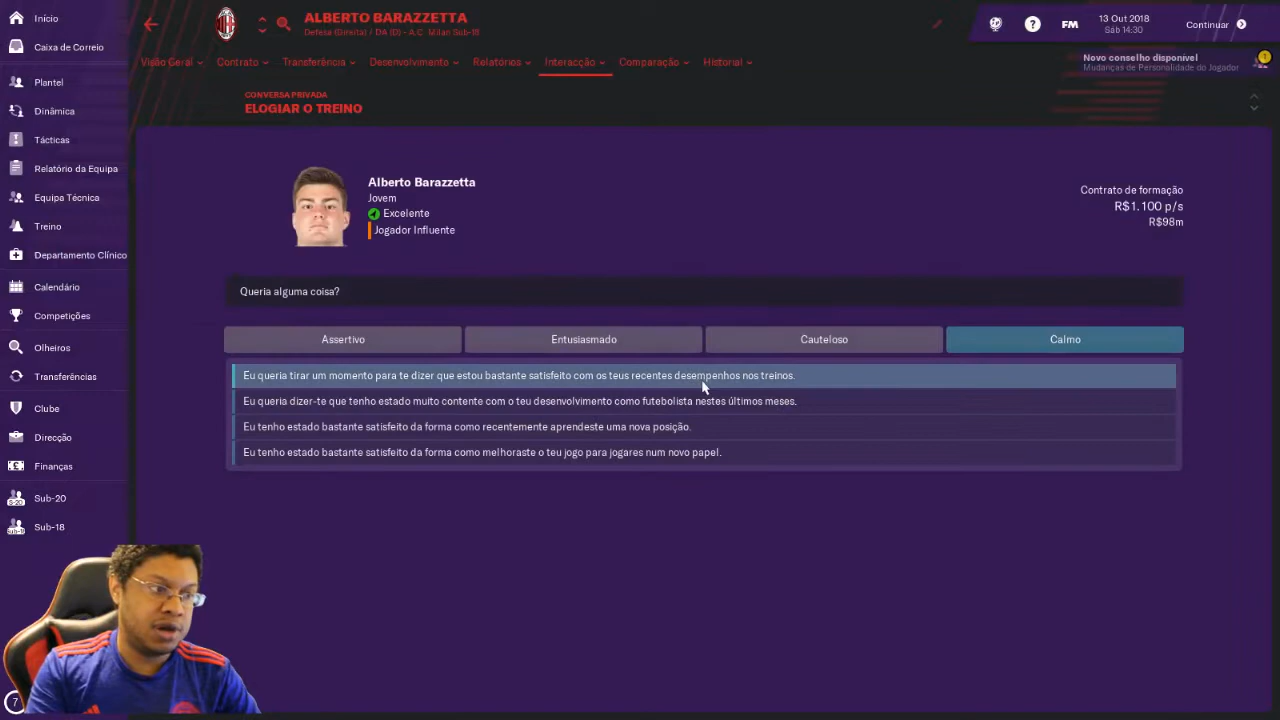 Início
Caixa de Correio
Plantel
Dinâmica
Tácticas
Relatório da Equipa
Equipa Técnica
Treino
Departamento Clínico
Calendário
Competições
Olheiros
Transferências
Clube
Direcção
Finanças
Sub-20
Sub-18
7
ALBERTO BARAZZETTA
Defesa (Direita) / DA (D) - A.C. Milan Sub-18
? FM
13 Out 2018
Sáb 14:30
Continuar
Visão Geral Contrato Transferência Desenvolvimento Relatórios Interacção Comparação Historial
Novo conselho disponível
Mudanças de Personalidade do Jogador
1
CONVERSA PRIVADA
ELOGIAR O TREINO
Alberto Barazzetta
Jovem
Excelente
Jogador Influente
Contrato de formação
R$1.100 p/s
R$98m
Queria alguma coisa?
Assertivo Entusiasmado Cauteloso Calmo
Eu queria tirar um momento para te dizer que estou bastante satisfeito com os teus recentes desempenhos nos treinos.
Eu queria dizer-te que tenho estado muito contente com o teu desenvolvimento como futebolista nestes últimos meses.
Eu tenho estado bastante satisfeito da forma como recentemente aprendeste uma nova posição.
Eu tenho estado bastante satisfeito da forma como melhoraste o teu jogo para jogares num novo papel.